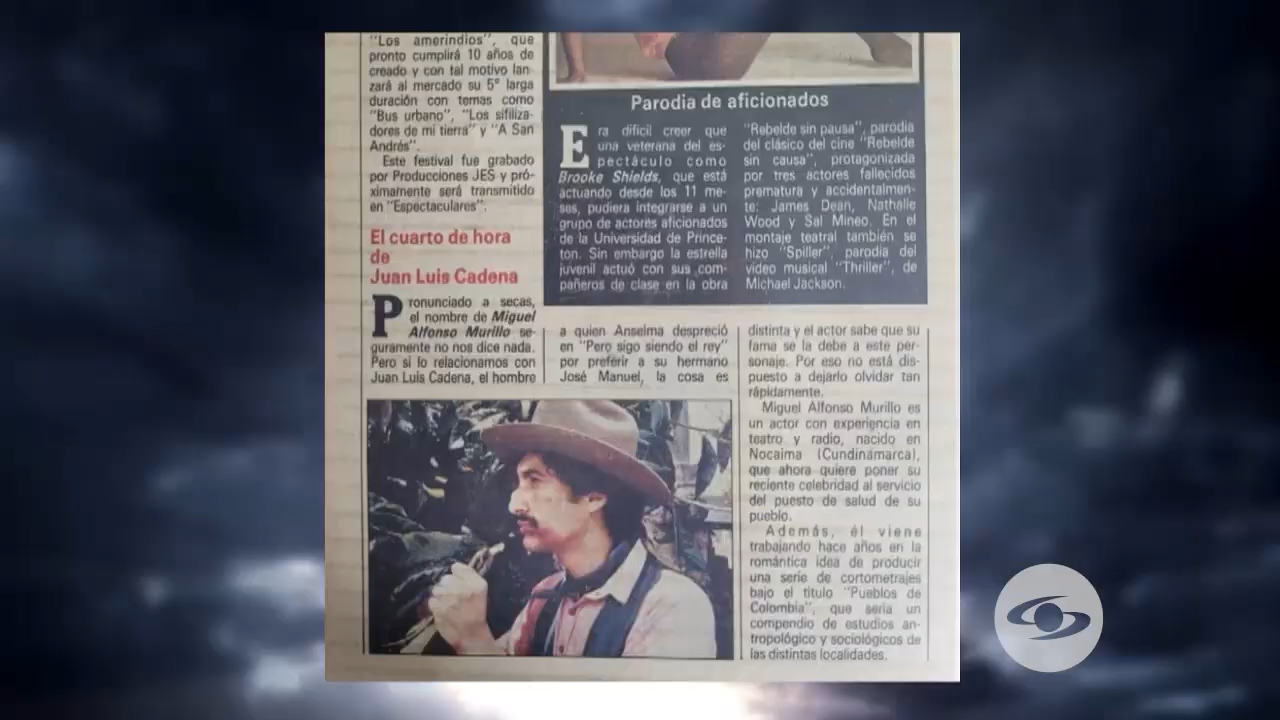 "Los amerindios", que
pronto cumplirá 10 años de
creado y con tal motivo lan-
zará al mercado su 5° larga
duración con temas como
"Bus urbano", "Los sifiliza-
dores de mi tierra" y "A San
Andrés".
Este festival fue grabado
por Producciones JES y pró-
ximamente será transmitido
en "Espectaculares".
El cuarto de hora
de
Juan Luis Cadena
Pronunciado a secas,
el nombre de Miguel
Alfonso Murillo se-
guramente no nos dice nada.
Pero si lo relacionamos con
Juan Luis Cadena, el hombre
a quien Anselma despreció
en "Pero sigo siendo el rey"
por preferir a su hermano
José Manuel, la cosa es
distinta y el actor sabe que su
fama se la debe a este per-
sonaje. Por eso no está dis-
puesto a dejarlo olvidar tan
rápidamente.
Miguel Alfonso Murillo es
un actor con experiencia en
teatro y radio, nacido en
Nocaima (Cundinamarca),
que ahora quiere poner su
reciente celebridad al servicio
del puesto de salud de su
pueblo.
Además, él viene
trabajando hace años en la
romántica idea de producir
una serie de cortometrajes
bajo el titulo "Pueblos de
Colombia", que seria un
compendio de estudios an-
tropológico y sociológicos de
las distintas localidades.
Parodia de aficionados
Era dificil creer que
una veterana del es-
pectáculo como
Brooke Shields, que está
actuando desde los 11 me-
ses, pudiera integrarse a un
grupo de actores aficionados
de la Universidad de Prince-
ton. Sin embargo la estrella
juvenil actuó con sus com-
pañeros de clase en la obra
"Rebelde sin pausa", parodia
del clásico del cine "Rebelde
sin causa", protagonizada
por tres actores fallecidos
prematura y accidentalmen-
te: James Dean, Nathalie
Wood y Sal Mineo. En el
montaje teatral también se
hizo "Spiller", parodia del
video musical "Thriller", de
Michael Jackson.